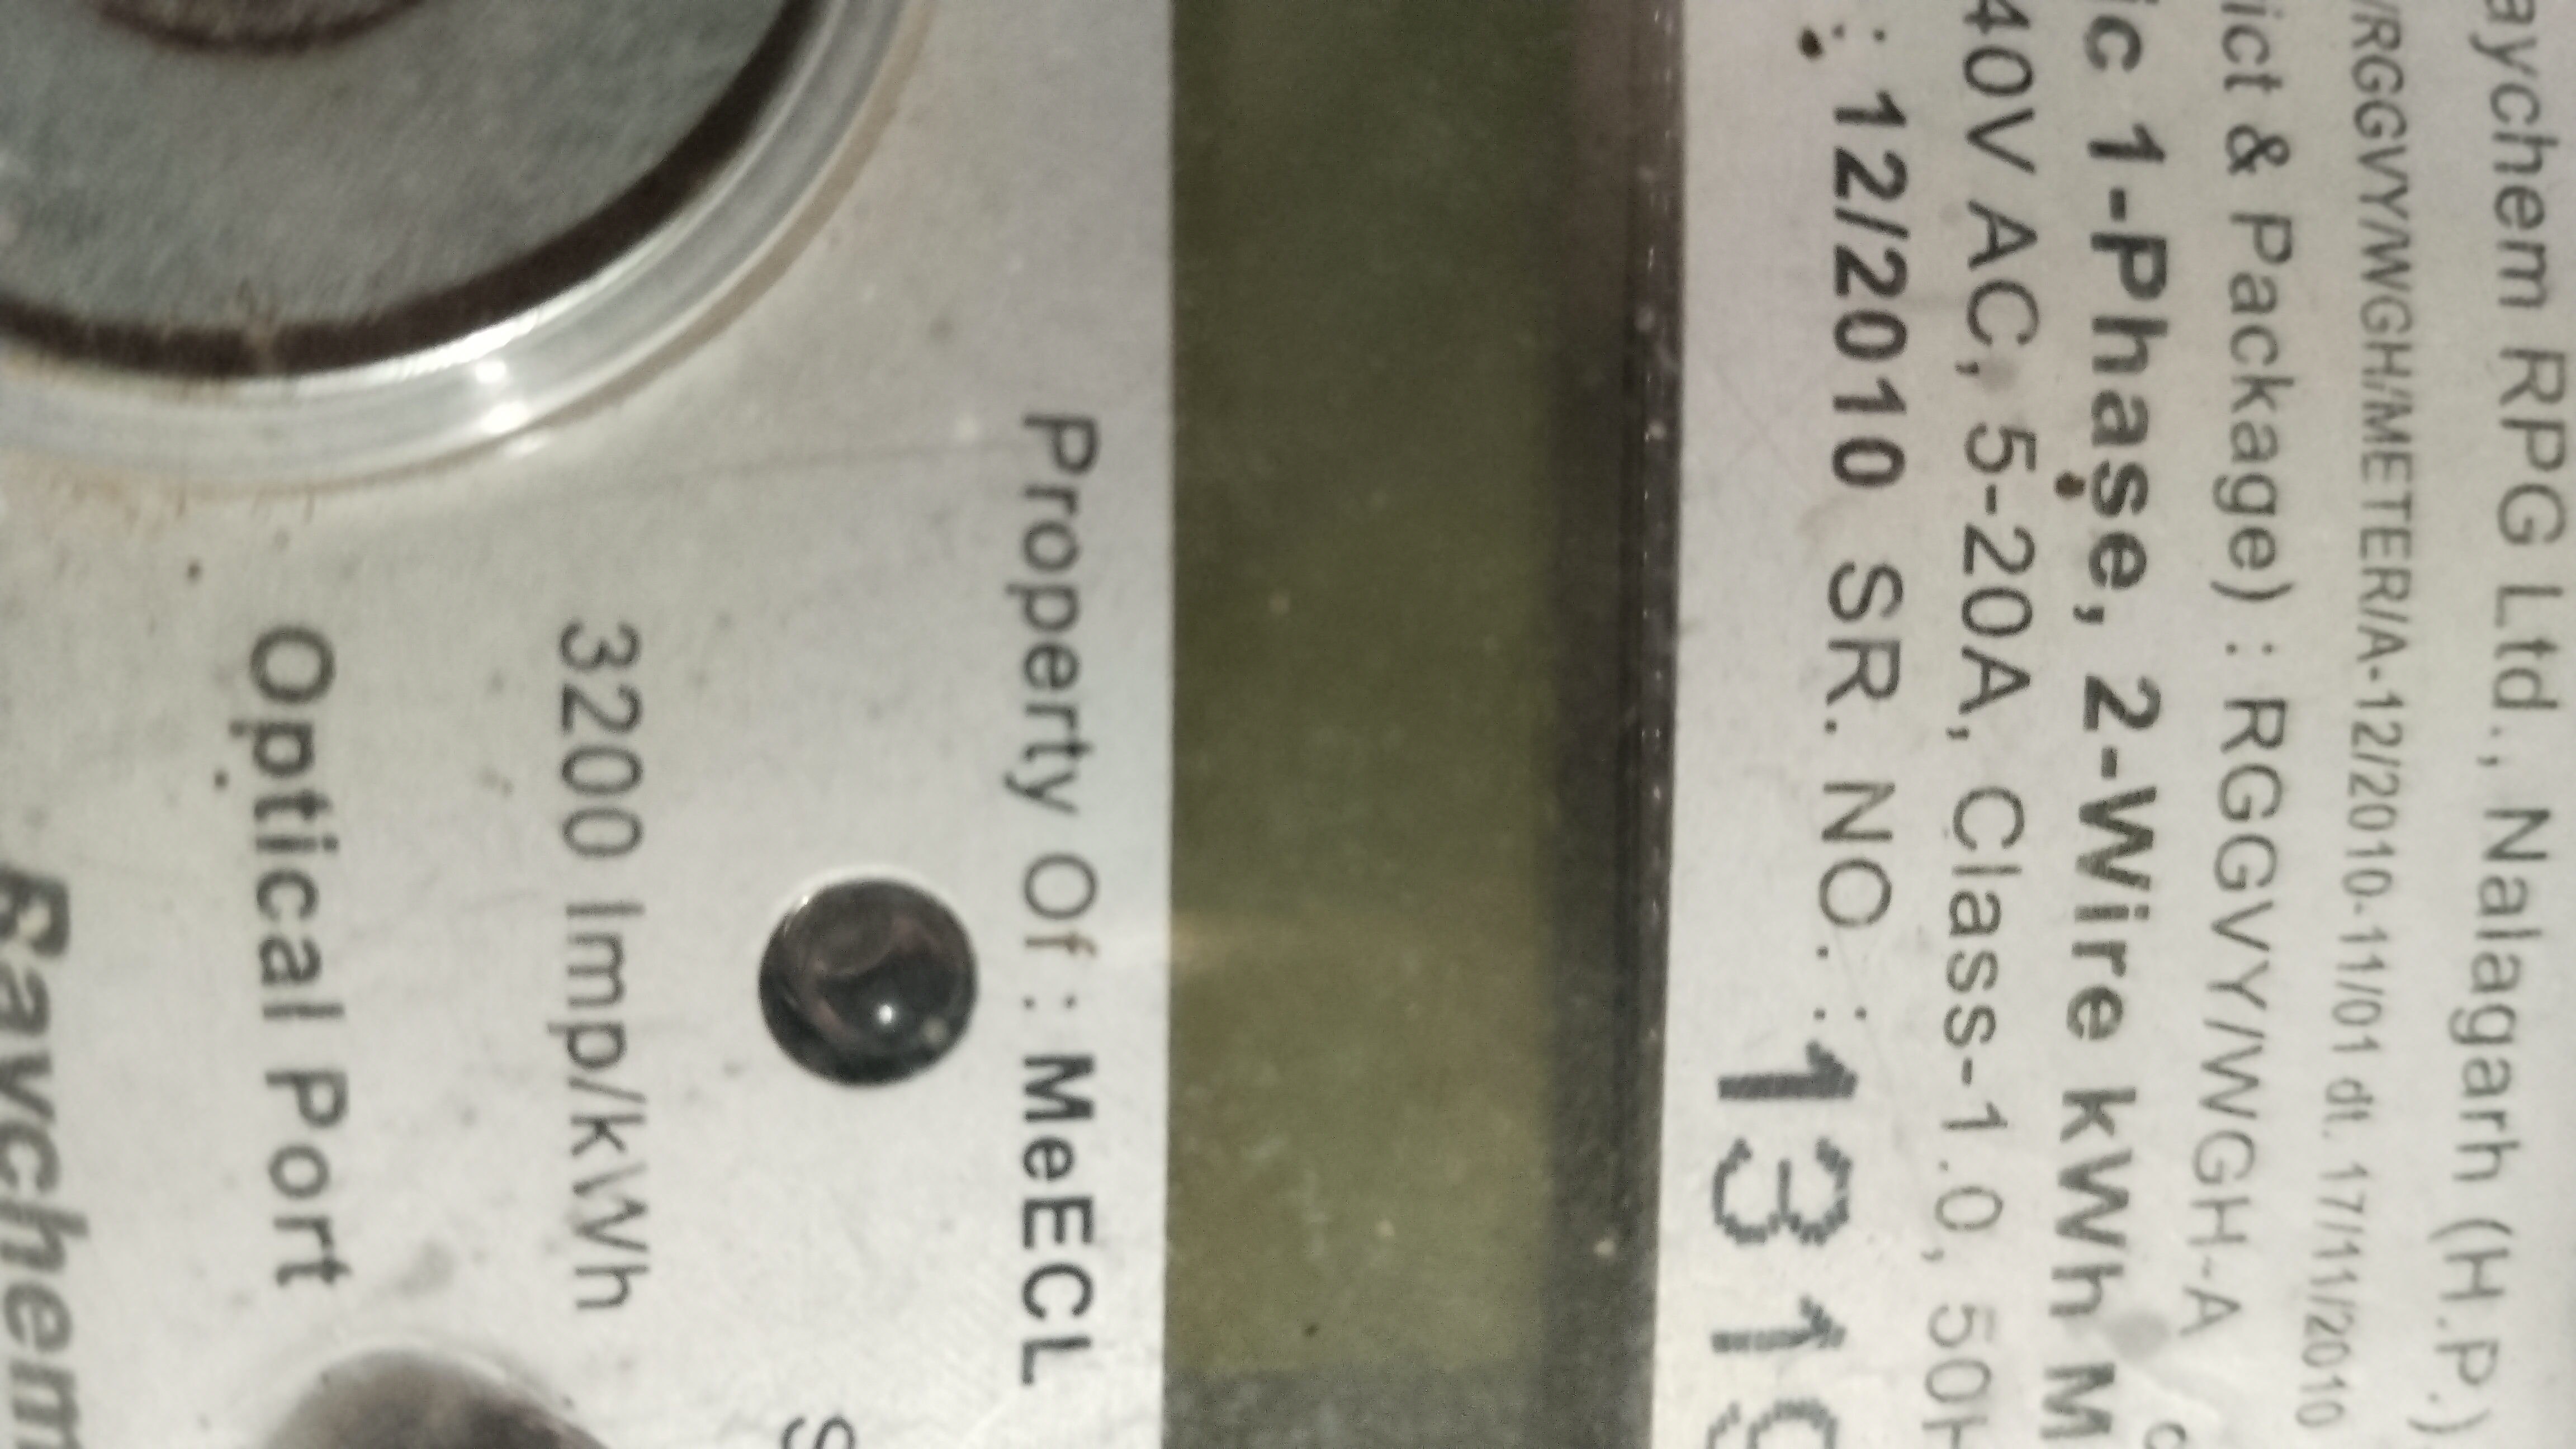 aychem RPG Ltd., Nalagarh (H.P.)
/RGGVY/WGH/METER/A-12/2010-11/01 dt. 17/11/2010
ict & Package) : RGGVY/WGH-A
ic 1-Phase, 2-Wire kWh M
40V AC, 5-20A, Class-1.0, 50H
: 12/2010 SR. NO. : 1319
Property Of : MeECL
3200 Imp/kWh
Optical Port
Raychem